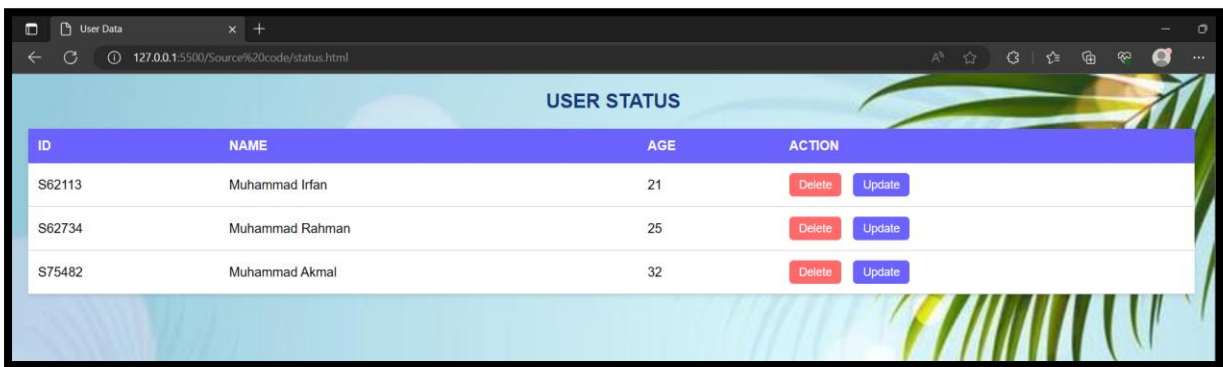 User Data
127.0.0.1:5500/Source%20code/status.html
USER STATUS
ID NAME AGE ACTION
S62113 Muhammad Irfan 21 Delete Update
S62734 Muhammad Rahman 25 Delete Update
S75482 Muhammad Akmal 32 Delete Update